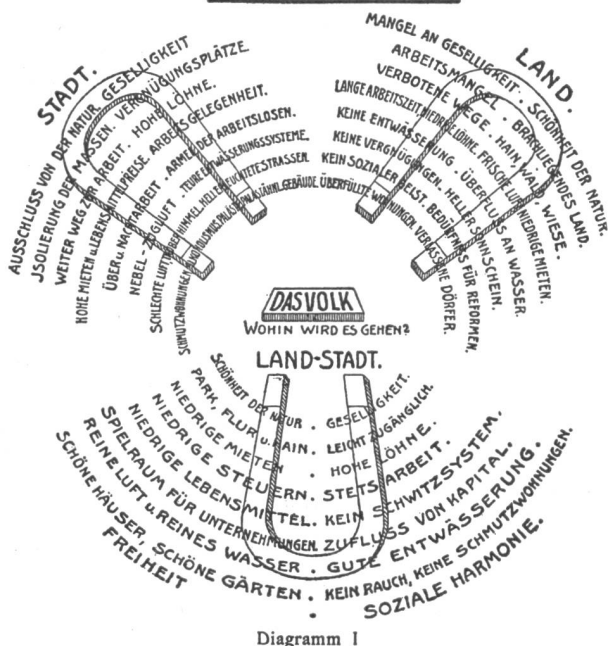 STADT.
AUSSCHLUSS VON DER NATUR. GESELLIGKEIT
JSOLIERUNG DER MASSEN. VERGNÜGUNGSPLÄTZE.
WEITER WEG ZUR ARBEIT. HOHE LÖHNE.
HOHE MIETEN u. LEBENSMITTELPREISE. ARBEITSGELEGENHEIT.
ÜBER u. NACHTARBEIT. ARMEE DER ARBEITSLOSEN.
NEBEL-ZUGLUFT. TEURE ENTWÄSSERUNGSSYSTEME.
SCHLECHTE LUFT TRÜBER HIMMEL. HELLERLEUCHTETE STRASSEN.
SCHMUTZWOHNUNGEN GEBÄUDE.
LAND.
MANGEL AN GESELLIGKEIT. SCHÖNHEIT DER NATUR.
ARBEITSMANGEL. BRACHLIEGENDES LAND.
VERBOTENE WEGE. HAIN, WALD WIESE.
LANGE ARBEITSZEIT, NIEDRIGE LÖHNE. FRISCHE LUFT, NIEDRIGE MIETEN.
KEINE ENTWÄSSERUNG. ÜBERFLUSS AN WASSER.
KEINE VERGNÜGUNGEN. HELLER SONNSCHEIN.
KEIN SOZIALER GEIST. BEDÜRFNISS FÜR REFORMEN.
ÜBERFÜLLTE WOHNUNGEN. VERLASSENE DÖRFER.
DAS VOLK
WOHIN WIRD ES GEHEN?
LAND-STADT.
SCHÖNHEIT DER NATUR. GESELLIGKEIT.
PARK, FLUR u. HAIN. LEICHT ZUGÄNGLICH.
NIEDRIGE MIETEN. HOHE LÖHNE.
NIEDRIGE STEUERN. STETS ARBEIT.
NIEDRIGE LEBENSMITTEL. KEIN SCHWITZSYSTEM.
SPIELRAUM FÜR UNTERNEHMUNGEN. ZUFLUSS VON KAPITAL.
REINE LUFT u. REINES WASSER. GUTE ENTWÄSSERUNG.
SCHÖNE HÄUSER, SCHÖNE GÄRTEN. KEIN RAUCH, KEINE SCHMUTZWOHNUNGEN.
FREIHEIT . SOZIALE HARMONIE.
Diagramm I